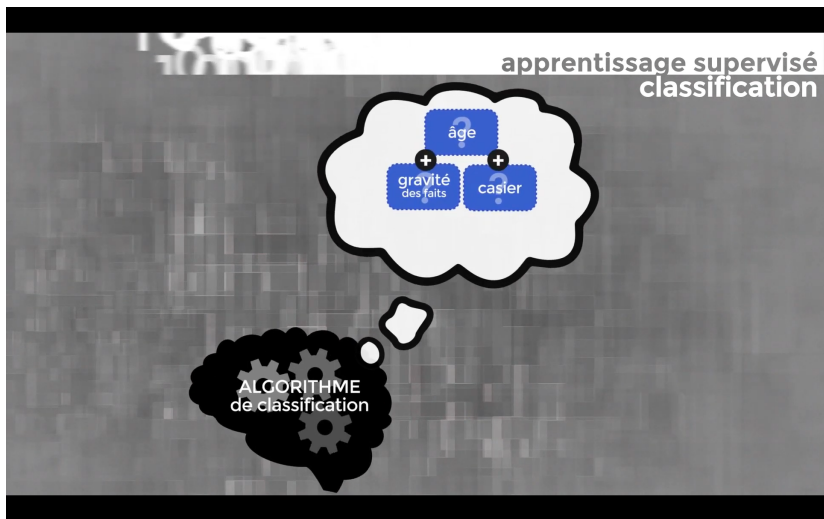 apprentissage supervisé
classification
?
âge
+ +
? ?
gravité
des faits
casier
ALGORITHME
de classification